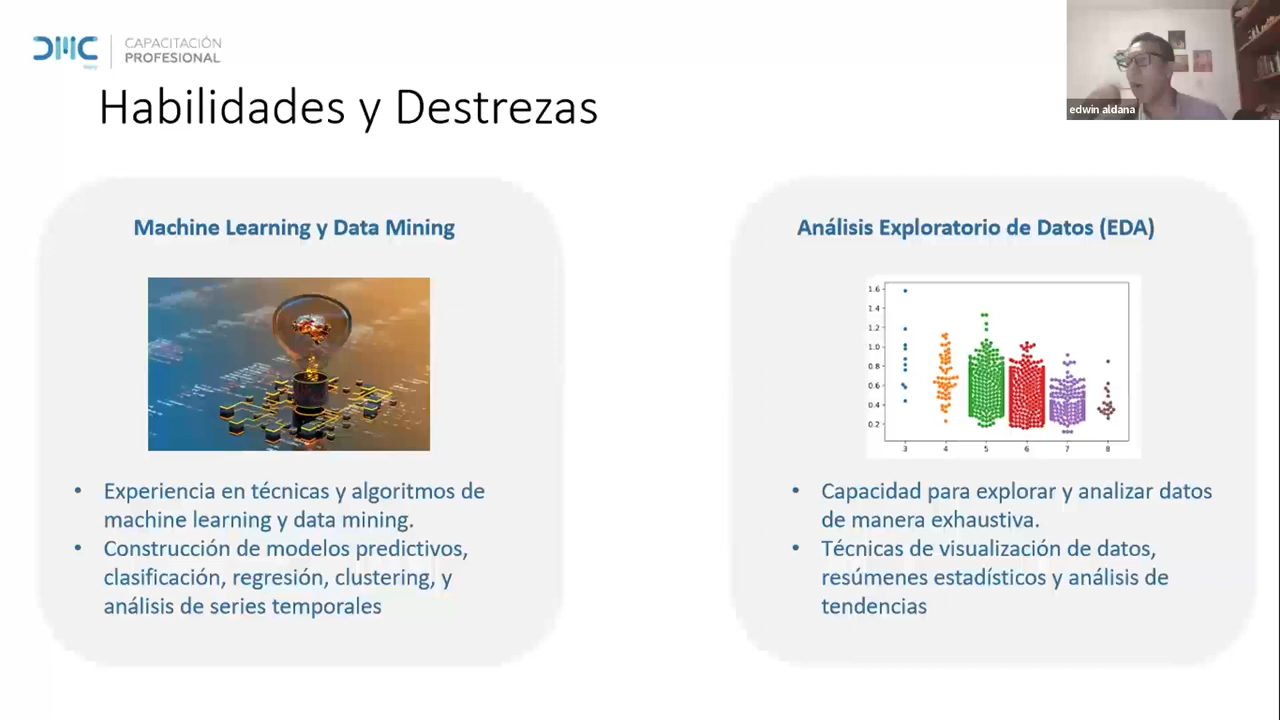 DMC
CAPACITACIÓN
PROFESIONAL
edwin aldana
Habilidades y Destrezas
Machine Learning y Data Mining
• Experiencia en técnicas y algoritmos de
machine learning y data mining.
• Construcción de modelos predictivos,
clasificación, regresión, clustering, y
análisis de series temporales
Análisis Exploratorio de Datos (EDA)
1.6
1.4
1.2
1.0
0.8
0.6
0.4
0.2
3 4 5 6 7 8
• Capacidad para explorar y analizar datos
de manera exhaustiva.
• Técnicas de visualización de datos,
resúmenes estadísticos y análisis de
tendencias